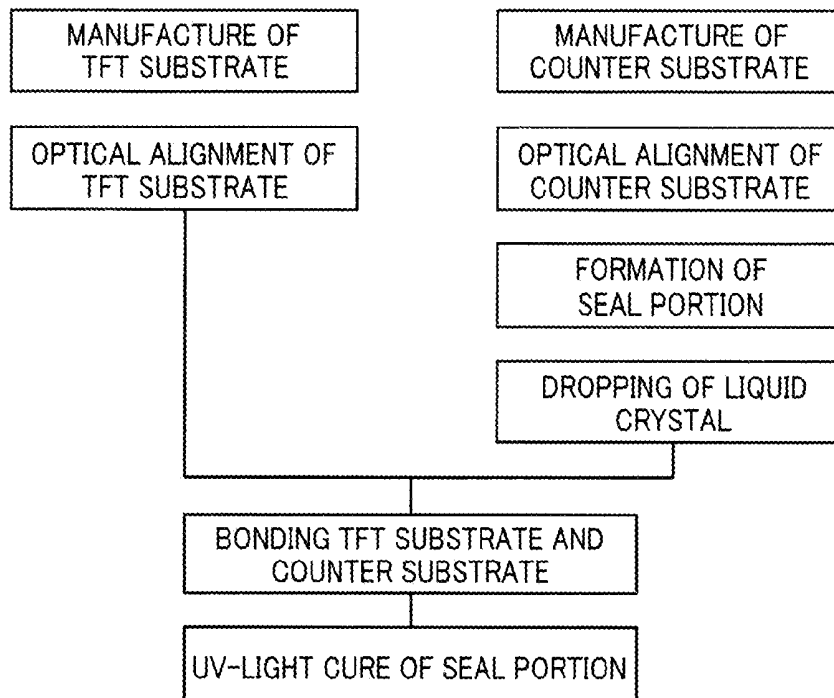 MANUFACTURE OF
TFT SUBSTRATE
MANUFACTURE OF
COUNTER SUBSTRATE
OPTICAL ALIGNMENT OF
TFT SUBSTRATE
OPTICAL ALIGNMENT OF
COUNTER SUBSTRATE
FORMATION OF
SEAL PORTION
DROPPING OF LIQUID
CRYSTAL
BONDING TFT SUBSTRATE AND
COUNTER SUBSTRATE
UV-LIGHT CURE OF SEAL PORTION